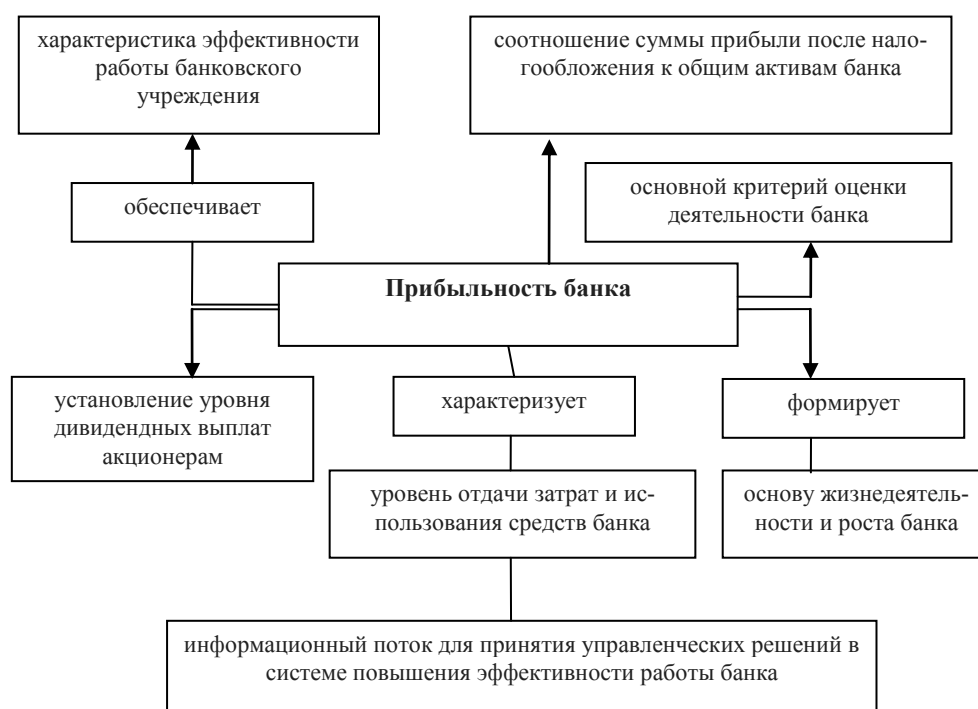 характеристика эффективности
работы банковского
учреждения
соотношение суммы прибыли после нало-
гообложения к общим активам банка
обеспечивает
основной критерий оценки
деятельности банка
Прибыльность банка
установление уровня
дивидендных выплат
акционерам
характеризует
формирует
уровень отдачи затрат и ис-
пользования средств банка
основу жизнедеятель-
ности и роста банка
информационный поток для принятия управленческих решений в
системе повышения эффективности работы банка